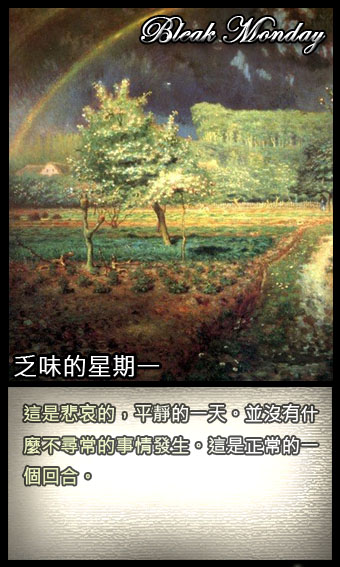 Bleak Monday
乏味的星期一
這是悲哀的，平靜的一天。並沒有什
麼不尋常的事情發生。這是正常的一
個回合。